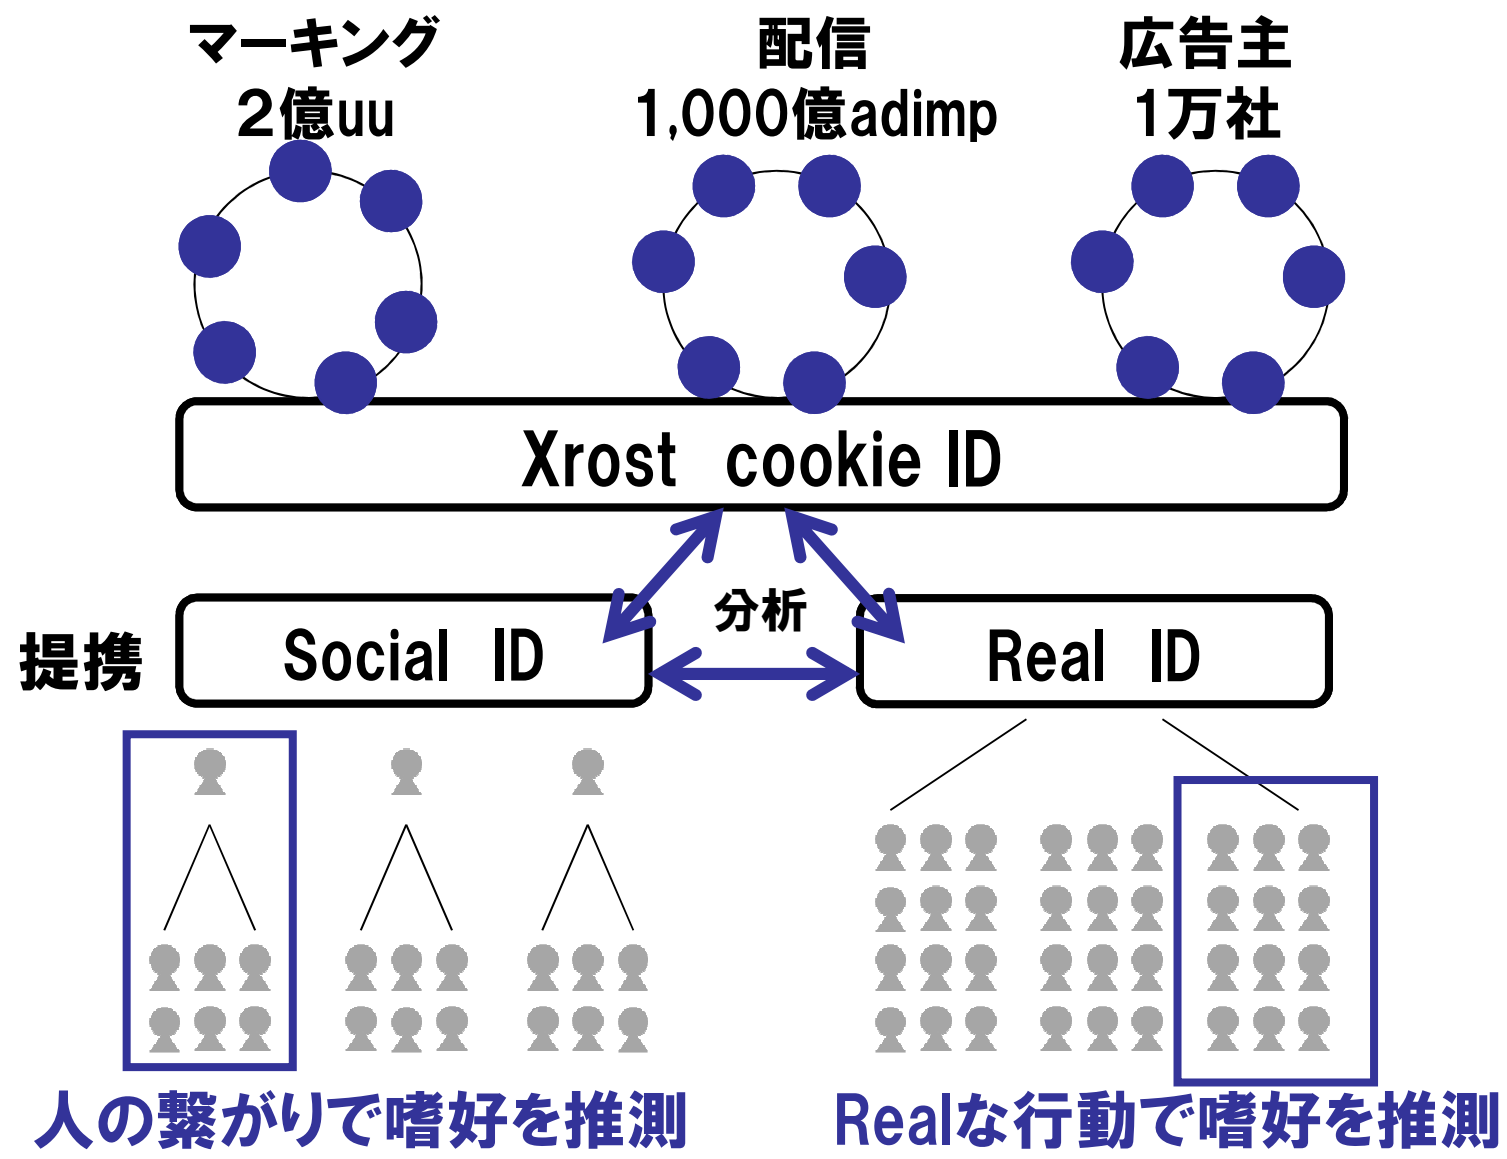 マーキング
2億uu
配信
1,000億adimp
広告主
1万社
Xrost cookie ID
分析
提携
Social ID
Real ID
人の繋がりで嗜好を推測
Realな行動で嗜好を推測